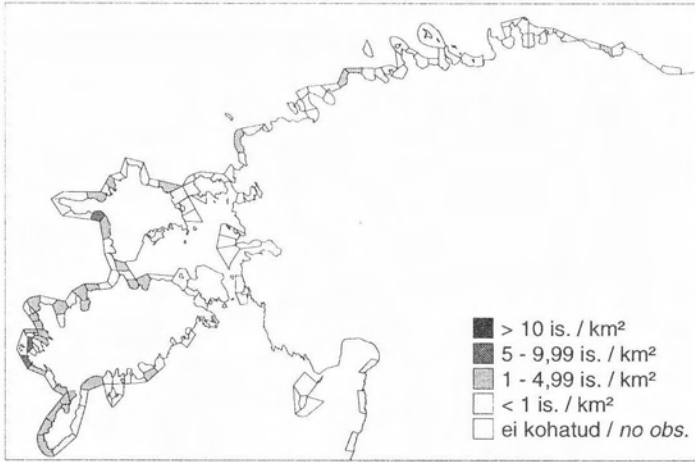 > 10 is. / km²
5 - 9,99 is. / km²
1 - 4,99 is. / km²
< 1 is. / km²
ei kohatud / no obs.